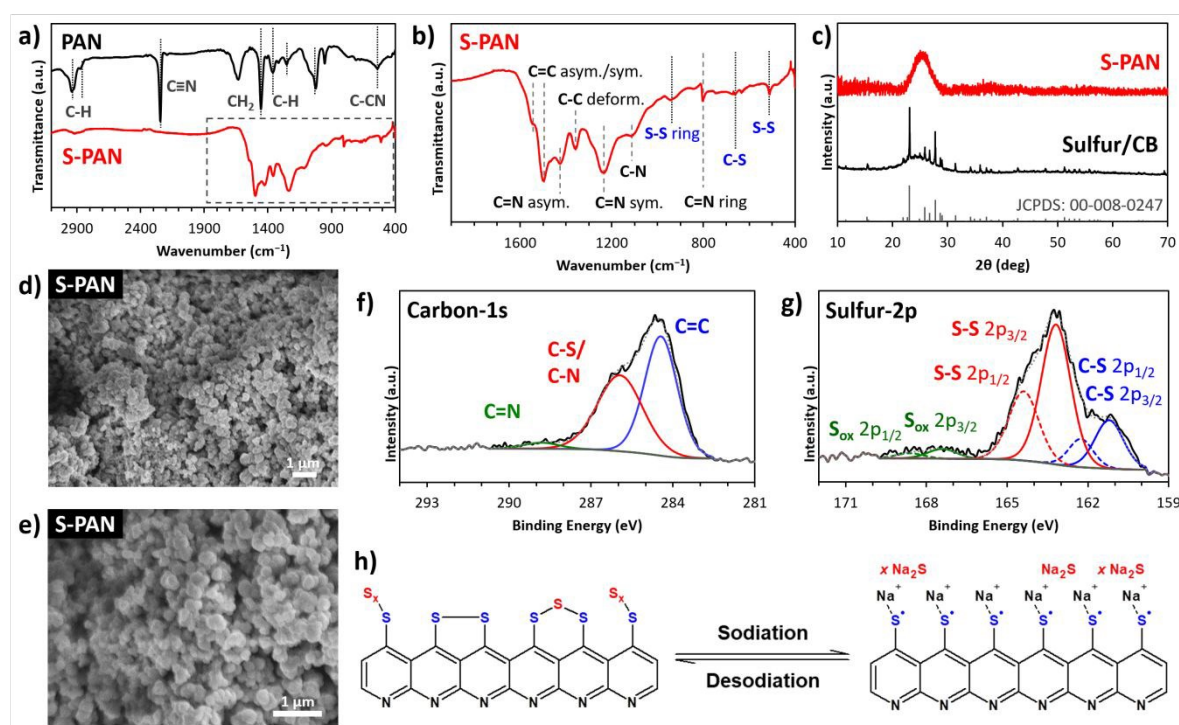 a)
PAN
C-H
C≡N
CH₂
C-H
C-CN
S-PAN
Transmittance (a.u.)
2900 2400 1900 1400 900 400
Wavenumber (cm⁻¹)
b)
S-PAN
C=C asym./sym.
C-C deform.
S-S ring
S-S
C-N
C-S
C=N asym.
C=N sym.
C=N ring
Transmittance (a.u.)
1600 1200 800 400
Wavenumber (cm⁻¹)
c)
S-PAN
Sulfur/CB
JCPDS: 00-008-0247
Intensity (a.u.)
10 20 30 40 50 60 70
2θ (deg)
d)
S-PAN
1 µm
e)
S-PAN
1 µm
f)
Carbon-1s
C=C
C-S/
C-N
C=N
Intensity (a.u.)
293 290 287 284 281
Binding Energy (eV)
g)
Sulfur-2p
S-S 2p3/2
S-S 2p1/2
C-S 2p1/2
C-S 2p3/2
Sox 2p1/2
Sox 2p3/2
Intensity (a.u.)
171 168 165 162 159
Binding Energy (eV)
h)
Sx S Sx
S S S S S S
N N N N N N
Sodiation
Desodiation
x Na₂S Na₂S x Na₂S
Na⁺ Na⁺ Na⁺ Na⁺ Na⁺ Na⁺
S• S• S• S• S• S•
N N N N N N